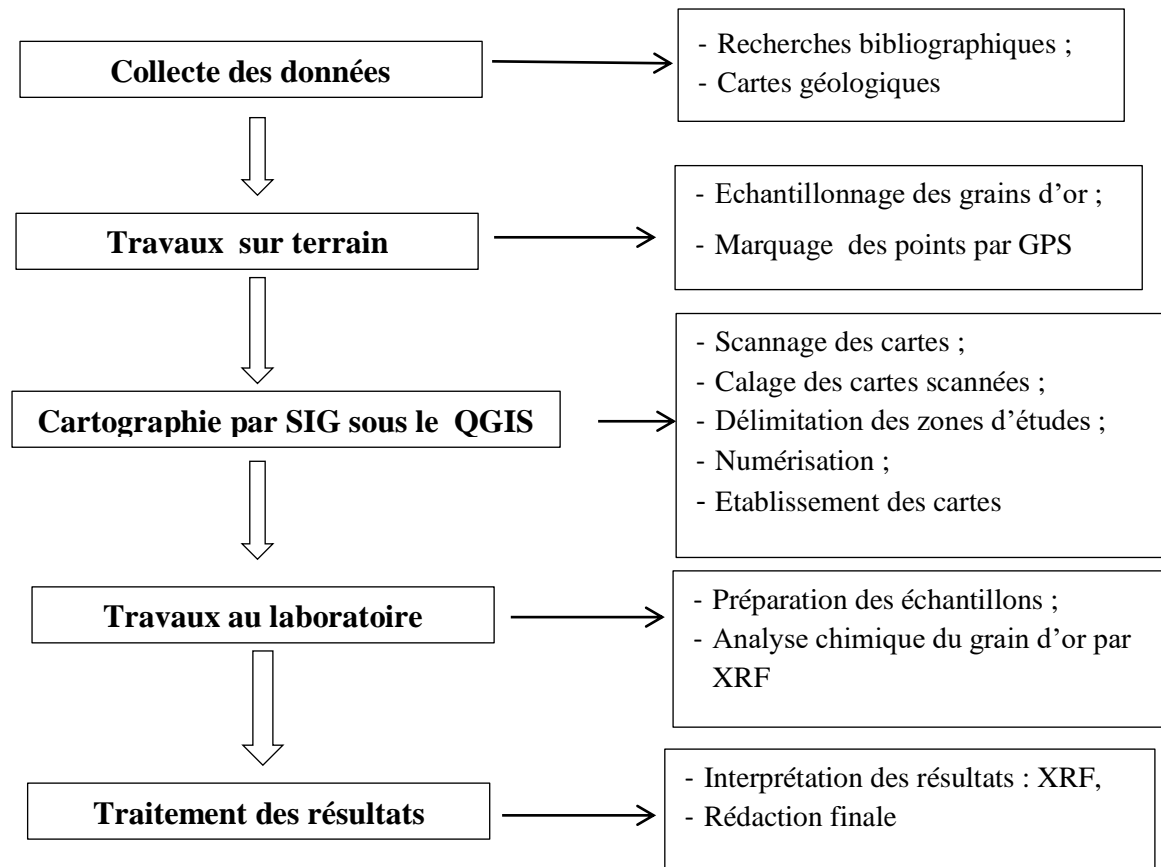 Collecte des données
- Recherches bibliographiques ;
- Cartes géologiques
Travaux sur terrain
- Echantillonnage des grains d'or ;
- Marquage des points par GPS
Cartographie par SIG sous le QGIS
- Scannage des cartes ;
- Calage des cartes scannées ;
- Délimitation des zones d'études ;
- Numérisation ;
- Etablissement des cartes
Travaux au laboratoire
- Préparation des échantillons ;
- Analyse chimique du grain d'or par
XRF
Traitement des résultats
- Interprétation des résultats : XRF,
- Rédaction finale